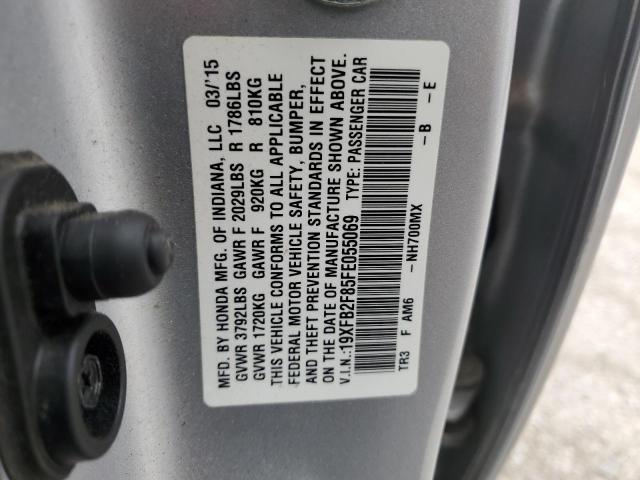 MFD. BY HONDA MFG. OF INDIANA, LLC 03/'15
GVWR 3792LBS GAWR F 2029LBS R 1786LBS
GVWR 1720KG GAWR F 920KG R 810KG
THIS VEHICLE CONFORMS TO ALL APPLICABLE
FEDERAL MOTOR VEHICLE SAFETY, BUMPER,
AND THEFT PREVENTION STANDARDS IN EFFECT
ON THE DATE OF MANUFACTURE SHOWN ABOVE.
V.I.N.:19XFB2F85FE055069 TYPE: PASSENGER CAR
TR3 F AM6 -NH700MX -B -E